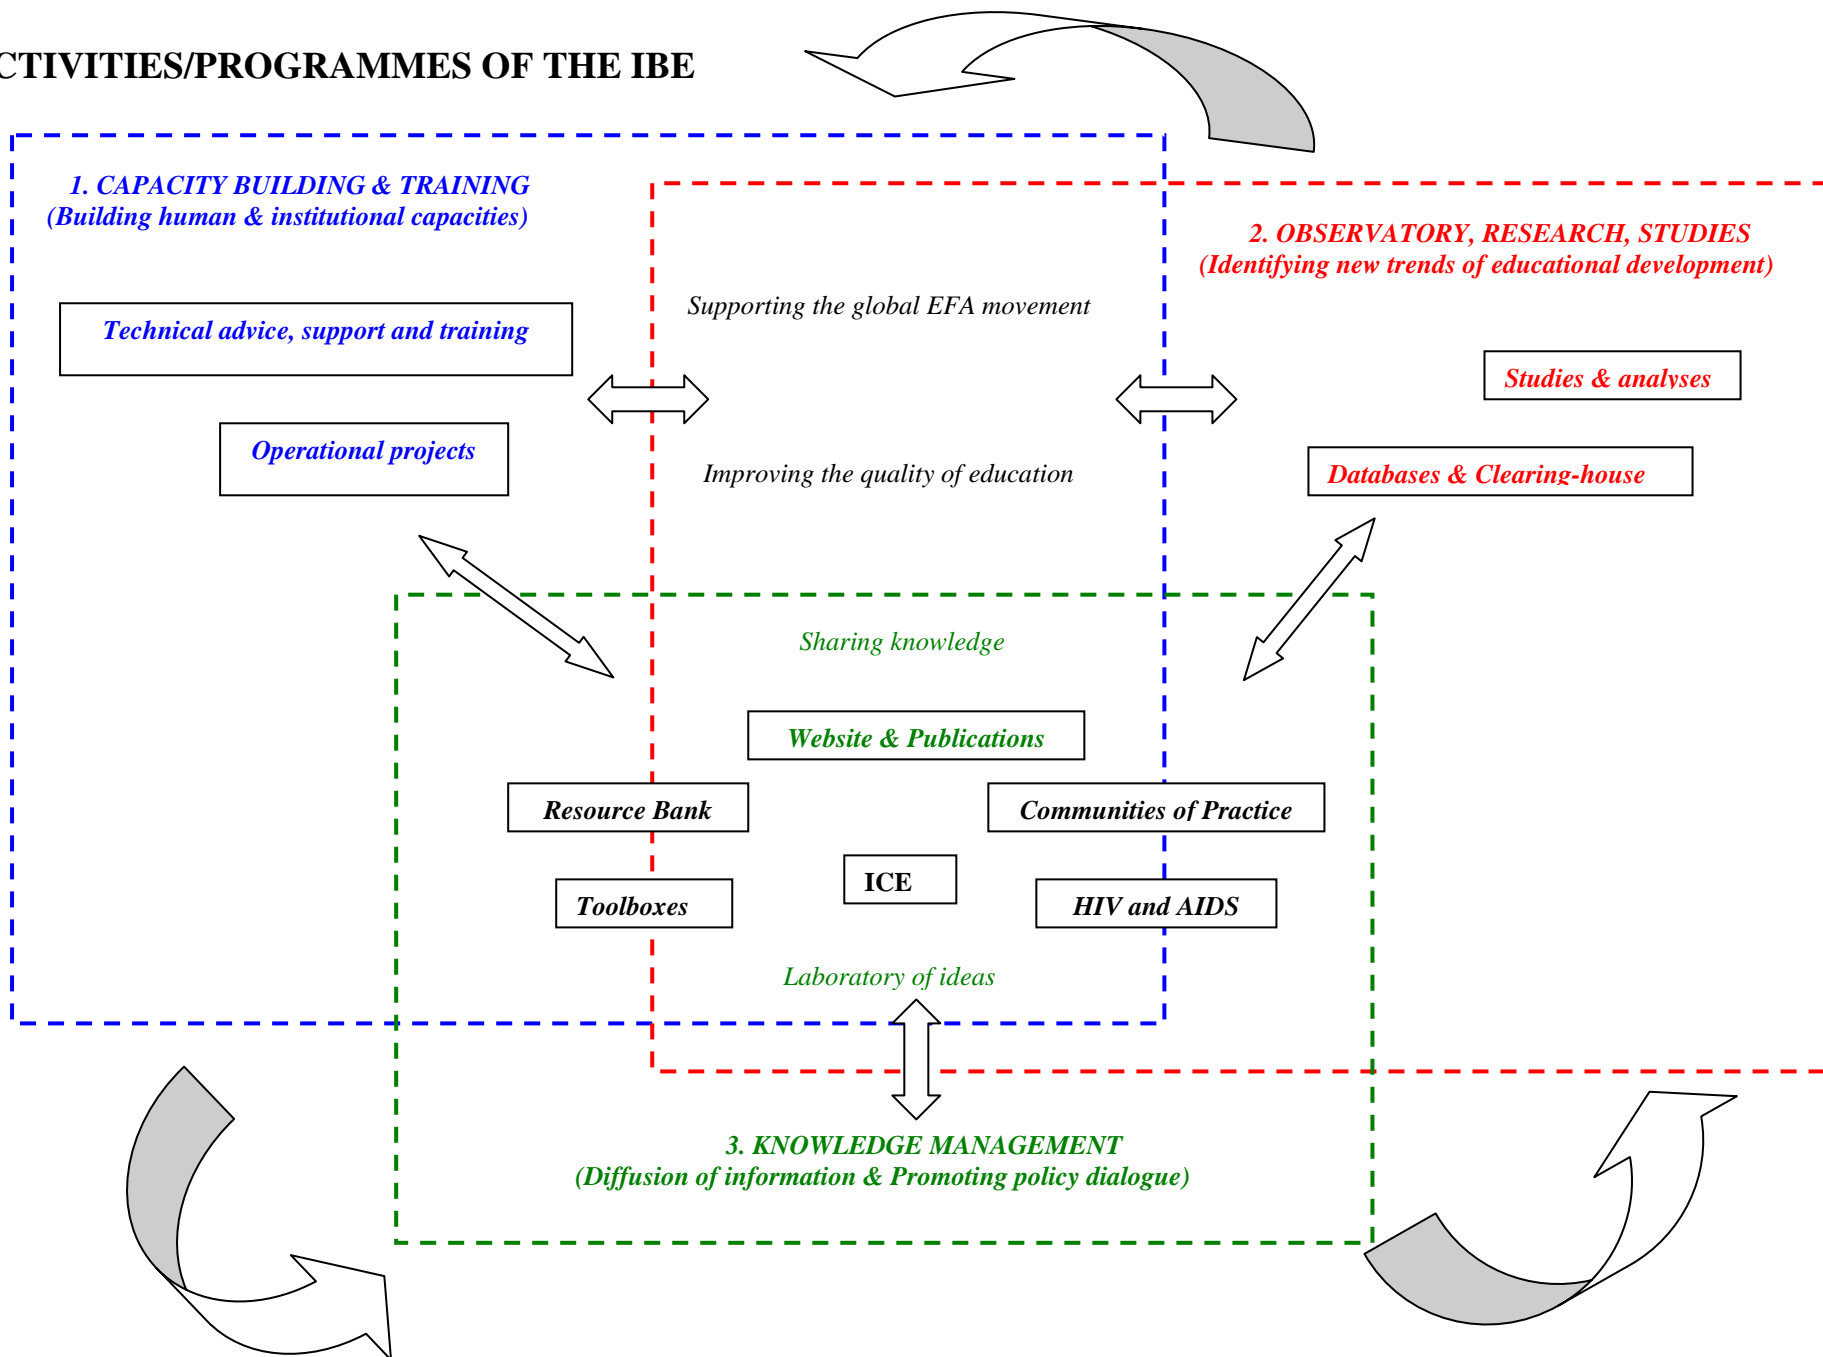 CTIVITIES/PROGRAMMES OF THE IBE
1. CAPACITY BUILDING & TRAINING
(Building human & institutional capacities)
2. OBSERVATORY, RESEARCH, STUDIES
(Identifying new trends of educational development)
Supporting the global EFA movement
Technical advice, support and training
Studies & analyses
Operational projects
Improving the quality of education
Databases & Clearing-house
Sharing knowledge
Website & Publications
Resource Bank
Communities of Practice
ICE
Toolboxes
HIV and AIDS
Laboratory of ideas
3. KNOWLEDGE MANAGEMENT
(Diffusion of information & Promoting policy dialogue)